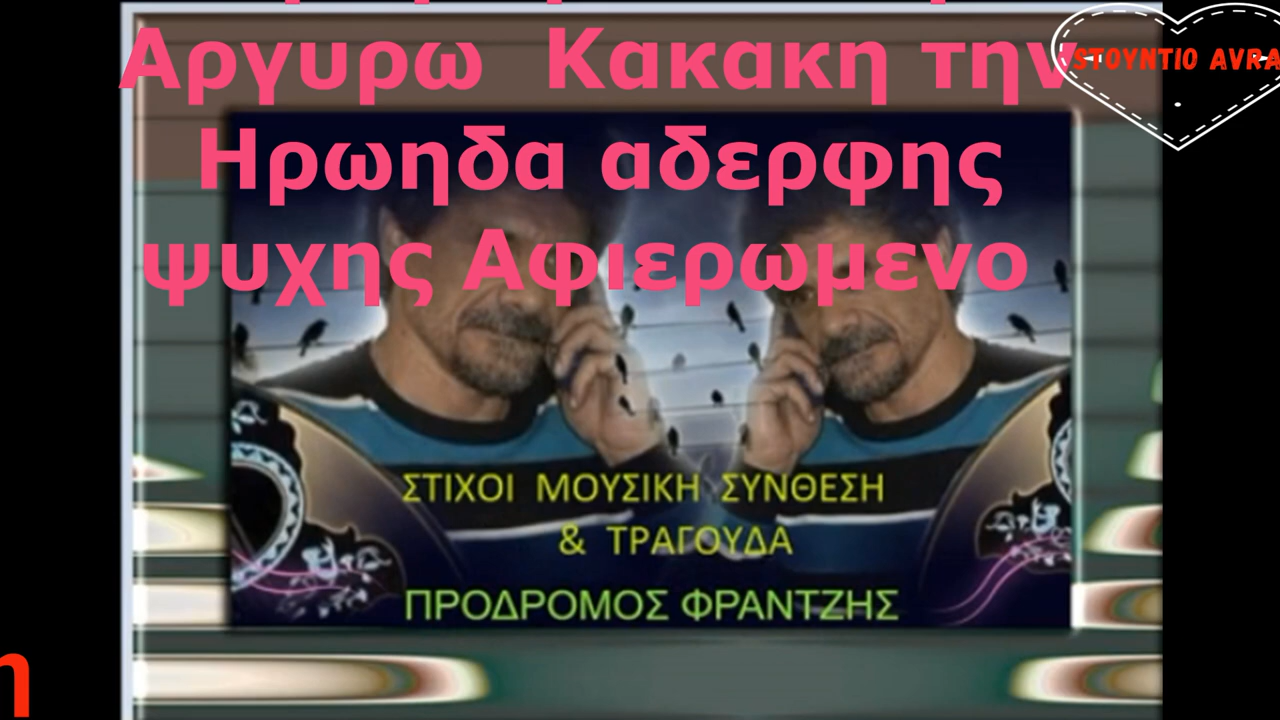 Αργυρω Κακακη την
Ηρωηδα αδερφης
ψυχης Αφιερωμενο
STOYNTIO AVRA
ΣΤΙΧΟΙ ΜΟΥΣΙΚΗ ΣΥΝΘΕΣΗ
& ΤΡΑΓΟΥΔΑ
ΠΡΟΔΡΟΜΟΣ ΦΡΑΝΤΖΗΣ
η